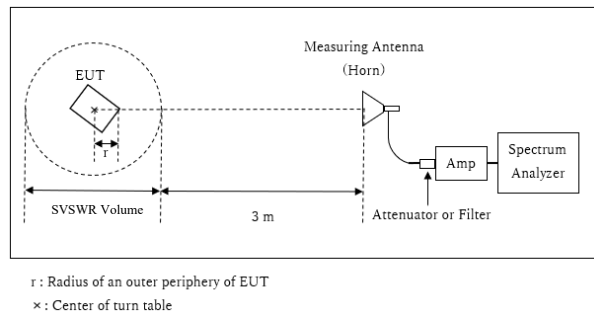 Measuring Antenna
(Horn)
EUT
r
Amp
Spectrum
Analyzer
SVSWR Volume
3 m
Attenuator or Filter
r : Radius of an outer periphery of EUT
× : Center of turn table